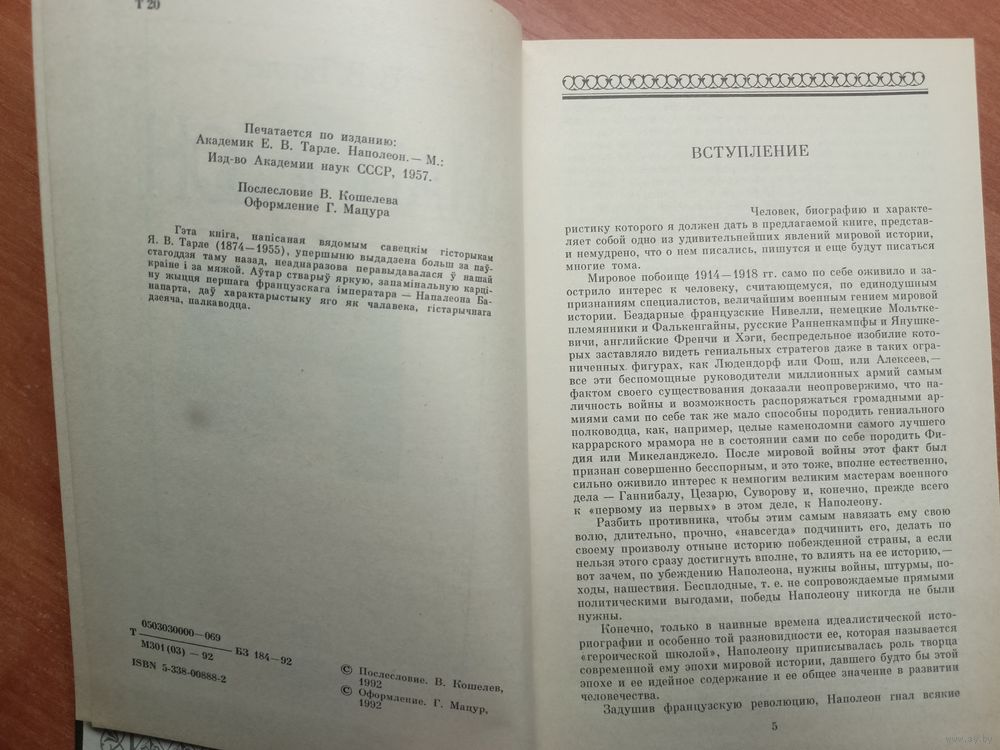 Т 20
Печатается по изданию:
Академик Е. В. Тарле. Наполеон. — М.:
Изд-во Академии наук СССР, 1957.
Послесловие В. Кошелева
Оформление Г. Мацура
Гэта кніга, напісаная вядомым савецкім гісторыкам
Я. В. Тарле (1874—1955), упершыню выдадзена больш за паў-
стагоддзя таму назад, неаднаразова перавыдавалася ў нашай
краіне і за мяжой. Аўтар стварыў яркую, запамінальную карці-
ну жыцця першага французскага імператара — Напалеона Ба-
напарта, даў характарыстыку яго як чалавека, гістарычнага
дзеяча, палкаводца.
Т 0503030000—069
М301(03) — 92
БЗ 184—92
ISBN 5-338-00888-2
© Послесловие. В. Кошелев,
1992
© Оформление. Г. Мацур,
1992
ВСТУПЛЕНИЕ
Человек, биографию и характе-
ристику которого я должен дать в предлагаемой книге, представ-
ляет собой одно из удивительнейших явлений мировой истории,
и немудрено, что о нем писались, пишутся и еще будут писаться
многие тома.
Мировое побоище 1914—1918 гг. само по себе оживило и за-
острило интерес к человеку, считающемуся, по единодушным
признаниям специалистов, величайшим военным гением мировой
истории. Бездарные французские Нивелли, немецкие Мольтке-
племянники и Фалькенгайны, русские Ранненкампфы и Янушке-
вичи, английские Френчи и Хэги, беспредельное изобилие кото-
рых заставляло видеть гениальных стратегов даже в таких огра-
ниченных фигурах, как Людендорф или Фош, или Алексеев,—
все эти беспомощные руководители миллионных армий самым
фактом своего существования доказали неопровержимо, что на-
личность войны и возможность распоряжаться громадными ар-
миями сами по себе так же мало способны породить гениального
полководца, как, например, целые каменоломни самого лучшего
каррарского мрамора не в состоянии сами по себе породить Фи-
дия или Микеланджело. После мировой войны этот факт был
признан совершенно бесспорным, и это тоже, вполне естественно,
сильно оживило интерес к немногим великим мастерам военного
дела — Ганнибалу, Цезарю, Суворову и, конечно, прежде всего
к «первому из первых» в этом деле, к Наполеону.
Разбить противника, чтобы этим самым навязать ему свою
волю, длительно, прочно, «навсегда» подчинить его, делать по
своему произволу отныне историю побежденной страны, а если
нельзя этого сразу достигнуть вполне, то влиять на ее историю,—
вот зачем, по убеждению Наполеона, нужны войны, штурмы, по-
ходы, нашествия. Бесплодные, т. е. не сопровождаемые прямыми
политическими выгодами, победы Наполеону никогда не были
нужны.
Конечно, только в наивные времена идеалистической исто-
риографии и особенно той разновидности ее, которая называется
«героической школой», Наполеону приписывалась роль творца
современной ему эпохи мировой истории, давшего будто бы этой
эпохе и ее идейное содержание и ее общее значение в развитии
человечества.
Задушив французскую революцию, Наполеон гнал всякие
5
www.ay.by